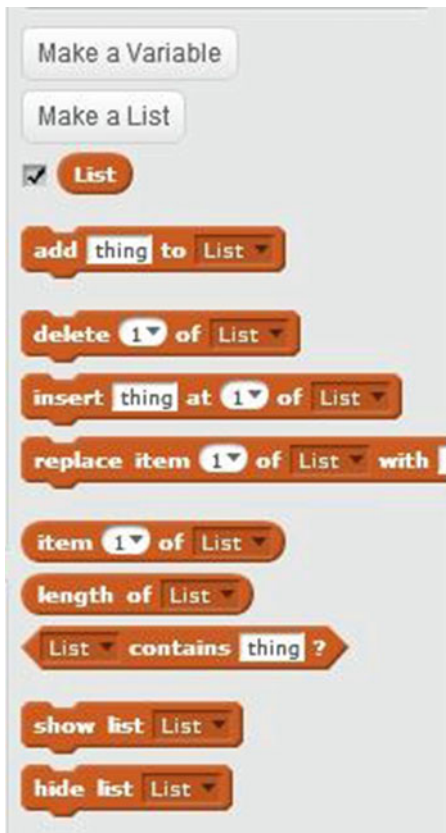 Make a Variable
Make a List
List
add thing to List
delete 1 of List
insert thing at 1 of List
replace item 1 of List with
item 1 of List
length of List
List contains thing ?
show list List
hide list List